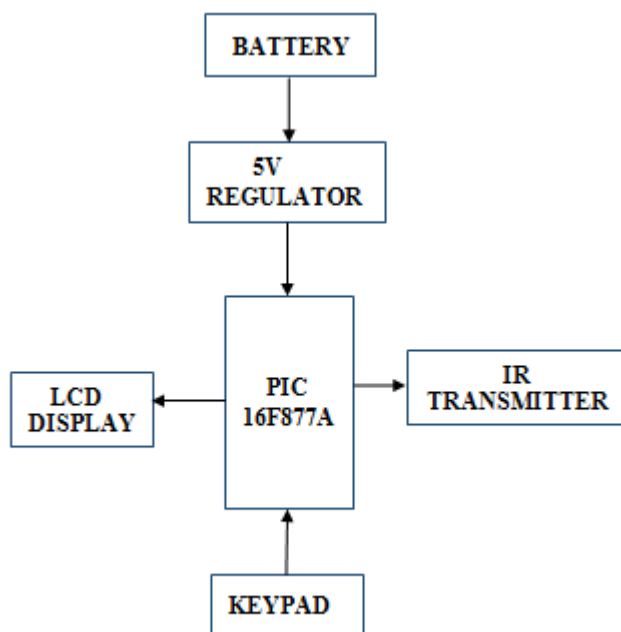 BATTERY
5V
REGULATOR
PIC
16F877A
IR
TRANSMITTER
LCD
DISPLAY
KEYPAD